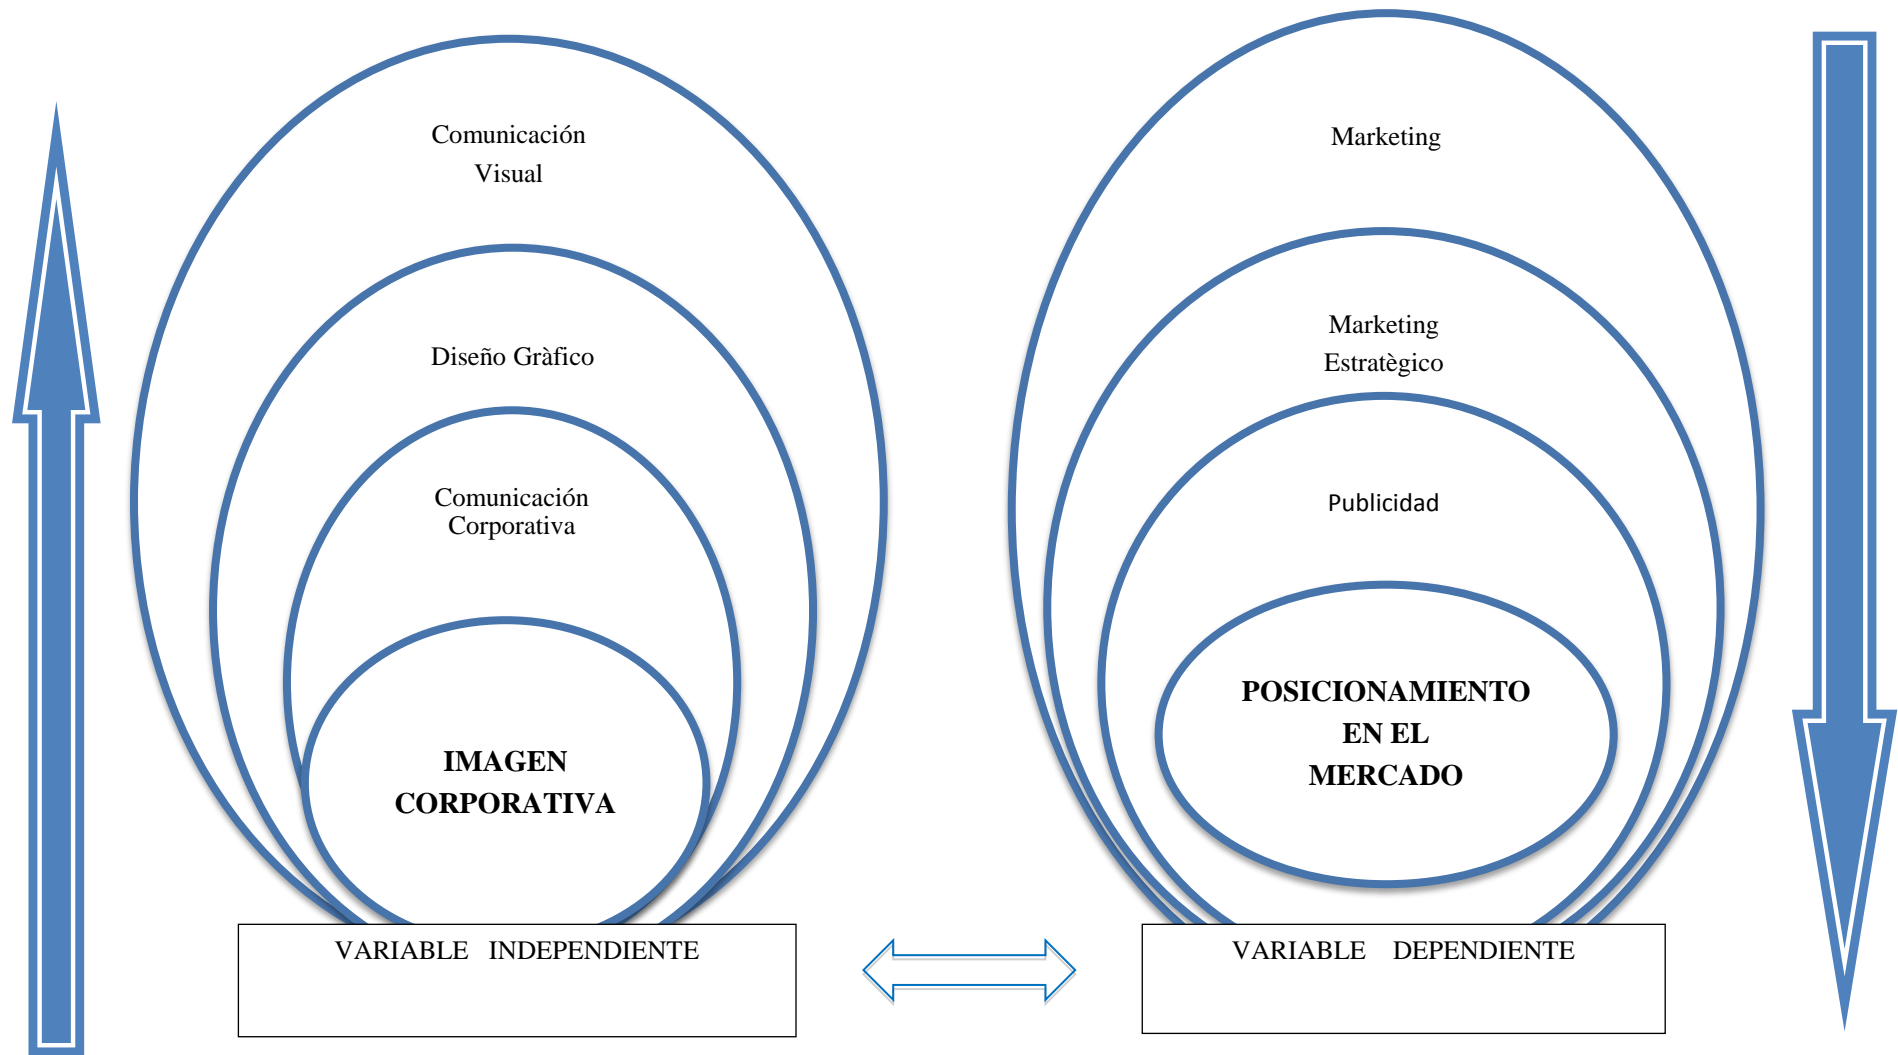 Comunicación
Visual
Diseño Gràfico
Comunicación
Corporativa
IMAGEN
CORPORATIVA
VARIABLE INDEPENDIENTE
Marketing
Marketing
Estratègico
Publicidad
POSICIONAMIENTO
EN EL
MERCADO
VARIABLE DEPENDIENTE